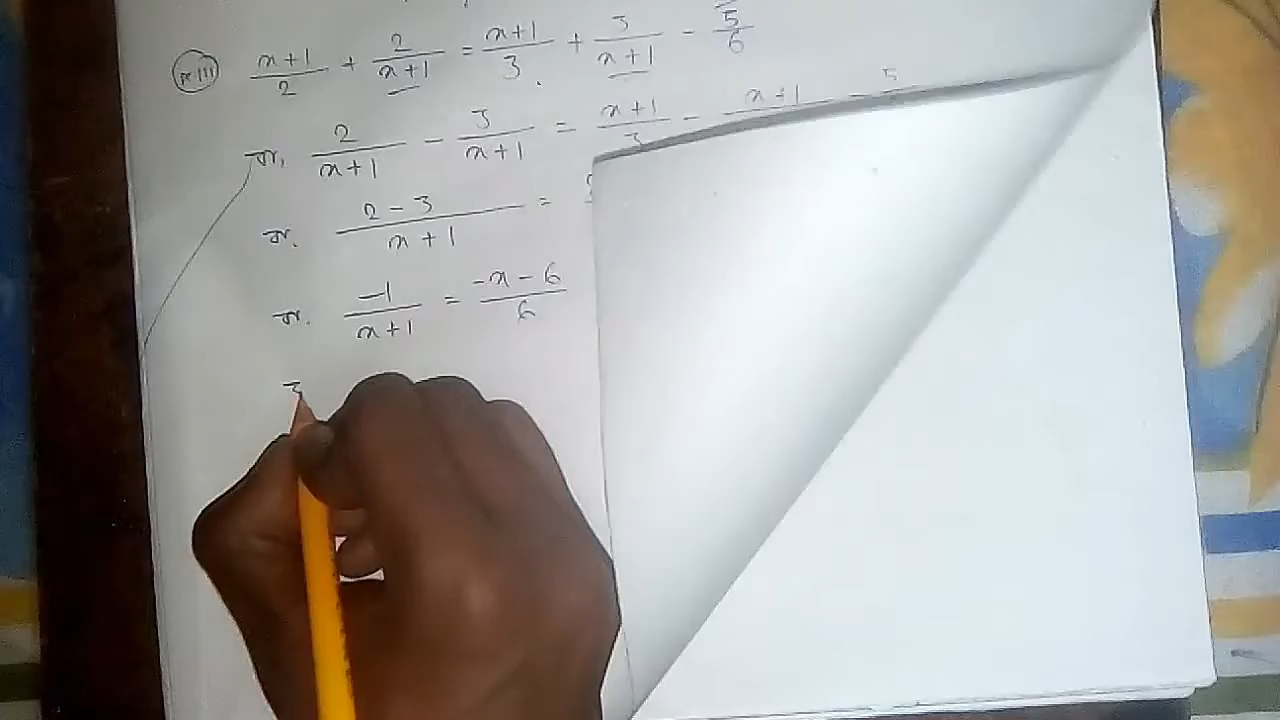 (xiii) (x+1)/2 + 2/(x+1) = (x+1)/3 + 3/(x+1) - 5/6
বা, 2/(x+1) - 3/(x+1) = (x+1)/3 - x+1 - 5
বা, (2-3)/(x+1) =
বা, -1/(x+1) = (-x-6)/6